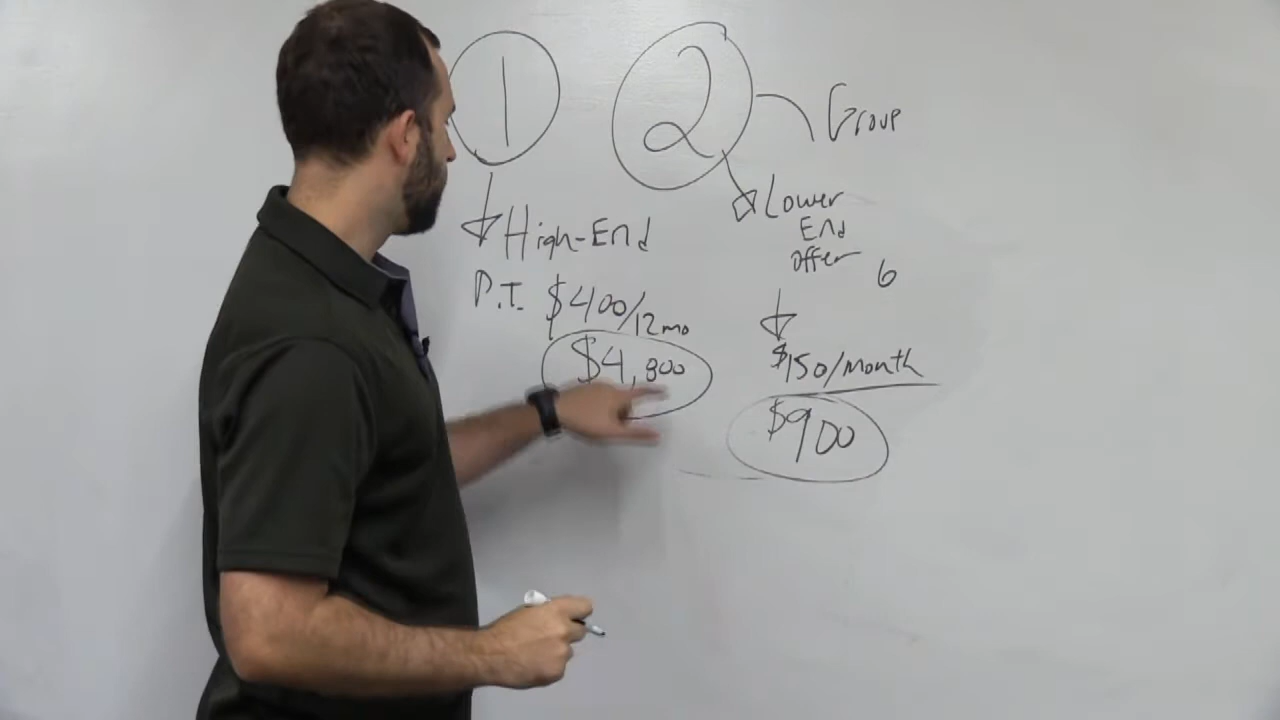 1
High-End
P.T. $400/12mo
$4,800
2
Group
Lower
End
Offer 6
$150/month
$900